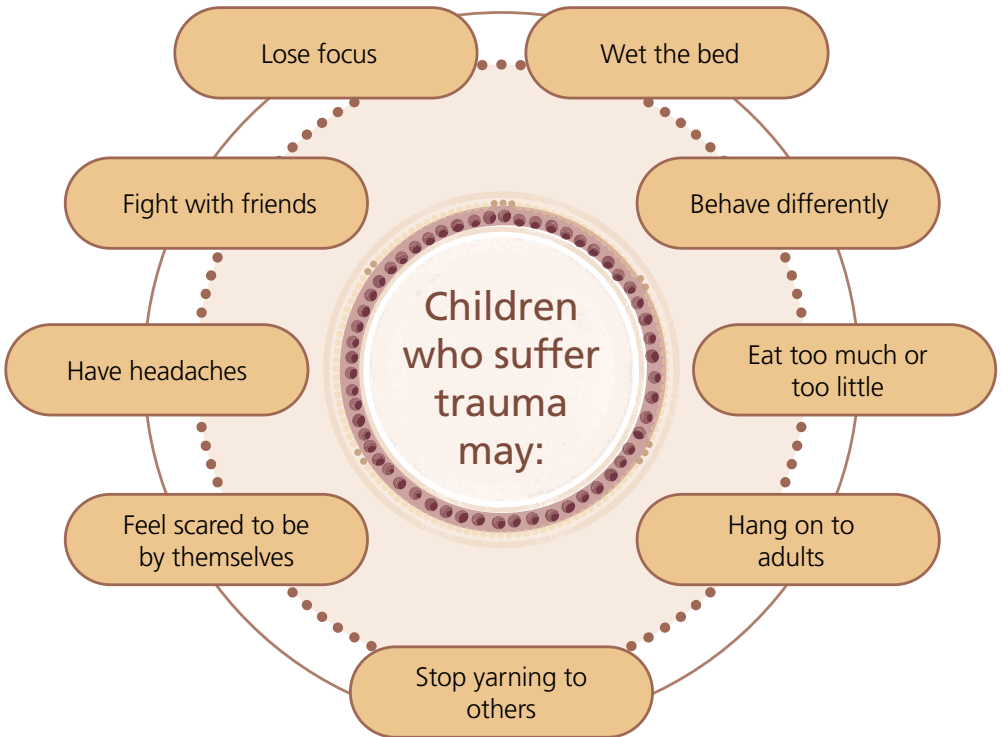 Children
who suffer
trauma
may:
Lose focus
Wet the bed
Fight with friends
Behave differently
Have headaches
Eat too much or
too little
Feel scared to be
by themselves
Hang on to
adults
Stop yarning to
others